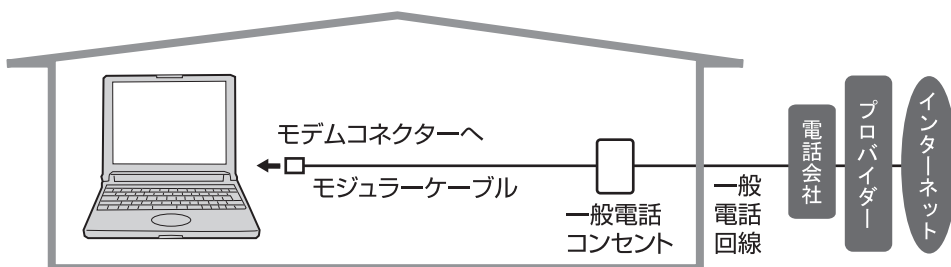 モデムコネクターへ
モジュラーケーブル
一般電話
コンセント
一般
電話
回線
電話会社
プロバイダー
インターネット